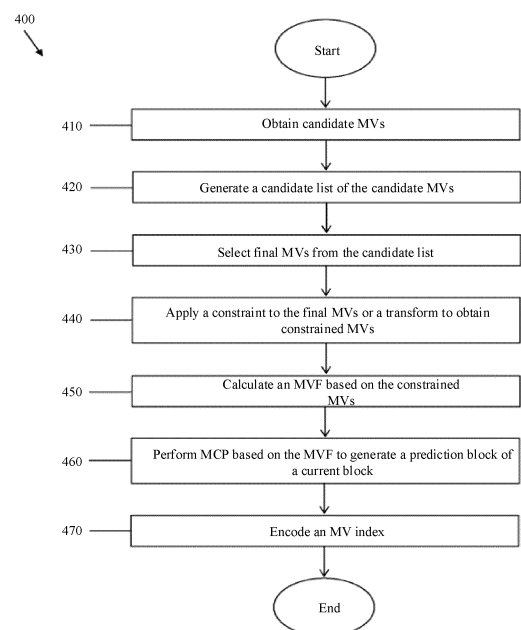 400
Start
410
Obtain candidate MVs
420
Generate a candidate list of the candidate MVs
430
Select final MVs from the candidate list
440
Apply a constraint to the final MVs or a transform to obtain
constrained MVs
450
Calculate an MVF based on the constrained
MVs
460
Perform MCP based on the MVF to generate a prediction block of
a current block
470
Encode an MV index
End